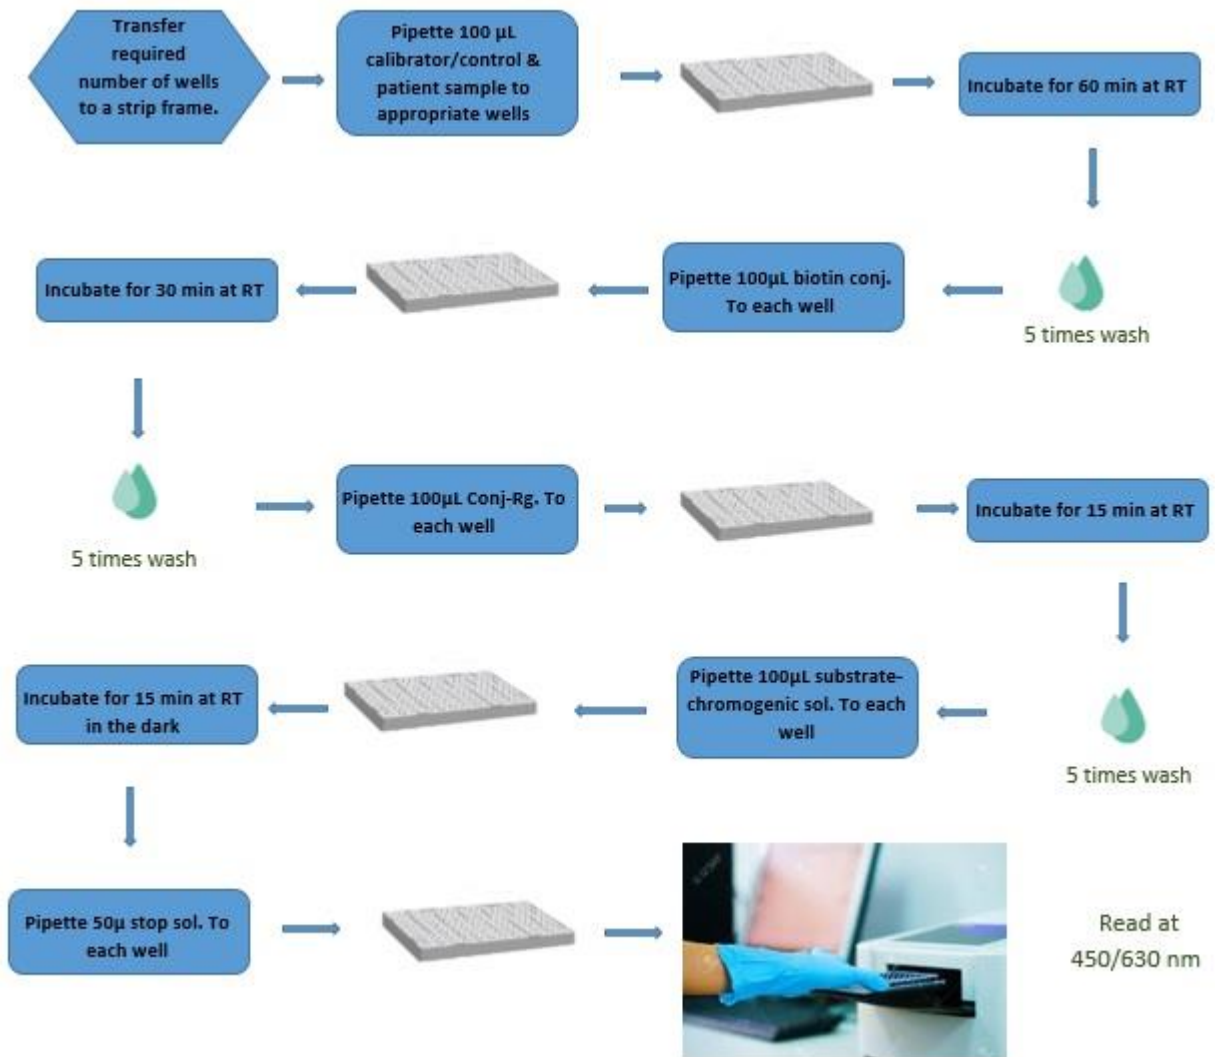 Transfer
required
number of wells
to a strip frame.
Pipette 100 µL
calibrator/control &
patient sample to
appropriate wells
Incubate for 60 min at RT
5 times wash
Pipette 100µL biotin conj.
To each well
Incubate for 30 min at RT
5 times wash
Pipette 100µL Conj-Rg. To
each well
Incubate for 15 min at RT
5 times wash
Pipette 100µL substrate-
chromogenic sol. To each
well
Incubate for 15 min at RT
in the dark
Pipette 50µ stop sol. To
each well
Read at
450/630 nm